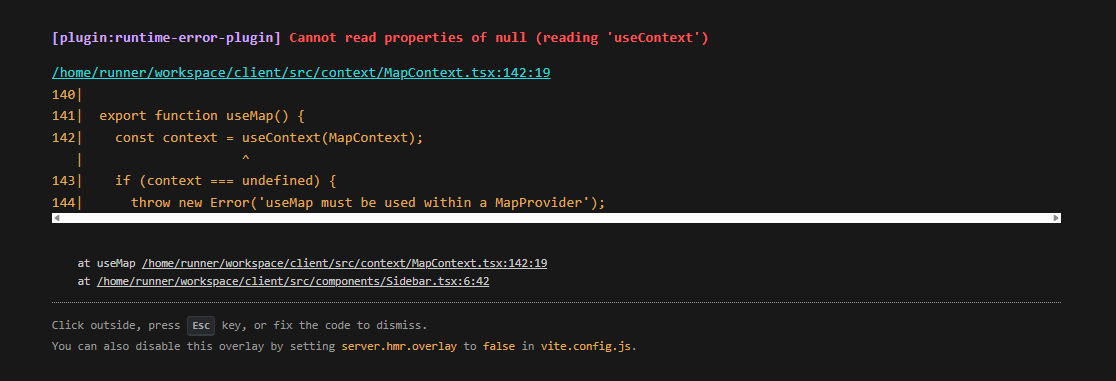 [plugin:runtime-error-plugin] Cannot read properties of null (reading 'useContext')
/home/runner/workspace/client/src/context/MapContext.tsx:142:19
140|
141|  export function useMap() {
142|    const context = useContext(MapContext);
   |                    ^
143|    if (context === undefined) {
144|      throw new Error('useMap must be used within a MapProvider');
at useMap /home/runner/workspace/client/src/context/MapContext.tsx:142:19
at /home/runner/workspace/client/src/components/Sidebar.tsx:6:42
Click outside, press Esc key, or fix the code to dismiss.
You can also disable this overlay by setting server.hmr.overlay to false in vite.config.js.